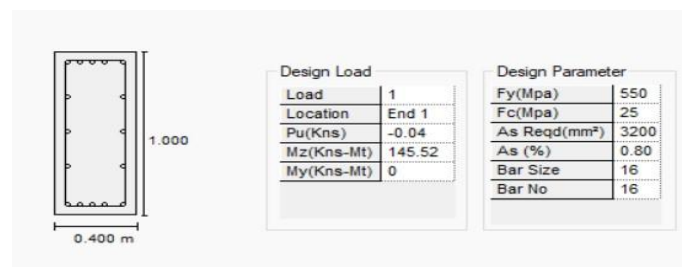 1.000
0.400 m
Design Load
Load 1
Location End 1
Pu(Kns) -0.04
Mz(Kns-Mt) 145.52
My(Kns-Mt) 0
Design Parameter
Fy(Mpa) 550
Fc(Mpa) 25
As Reqd(mm²) 3200
As (%) 0.80
Bar Size 16
Bar No 16